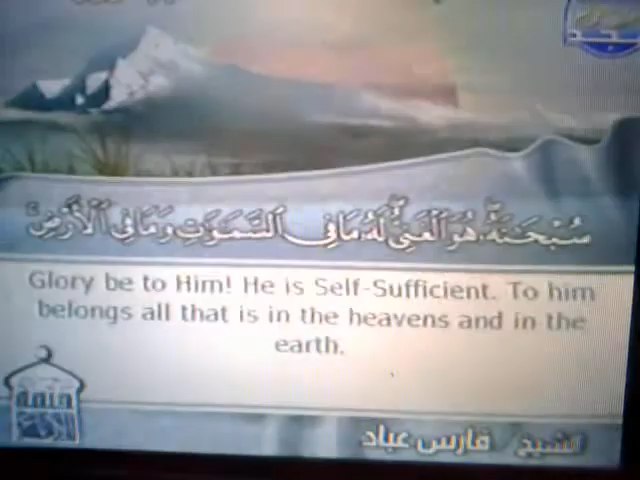 سُبْحَـٰنَهُۥ ۖ هُوَ ٱلْغَنِىُّ ۖ لَهُۥ مَا فِى ٱلسَّمَـٰوَٰتِ وَمَا فِى ٱلْأَرْضِ ۚ
Glory be to Him! He is Self-Sufficient. To him
belongs all that is in the heavens and in the
earth.
ختمة
الشيخ / فارس عباد